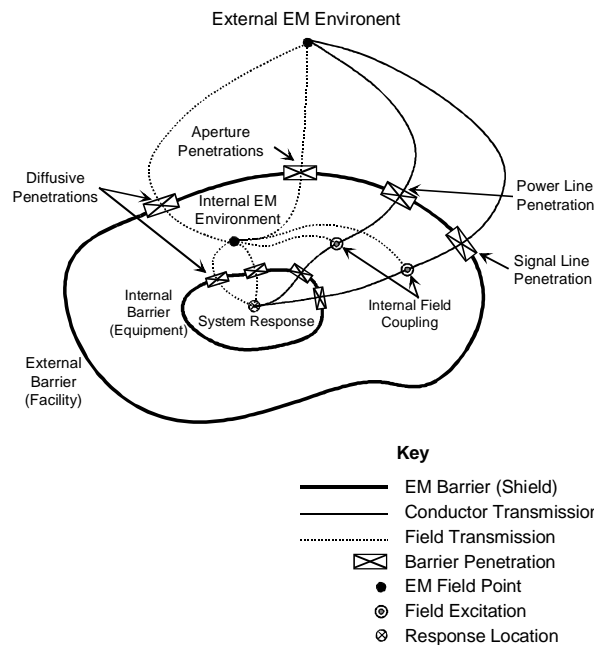 External EM Environent
Aperture
Penetrations
Diffusive
Penetrations
Internal EM
Environment
Power Line
Penetration
Signal Line
Penetration
Internal
Barrier
(Equipment)
System Response
Internal Field
Coupling
External
Barrier
(Facility)
Key
EM Barrier (Shield)
Conductor Transmission
Field Transmission
Barrier Penetration
EM Field Point
Field Excitation
Response Location